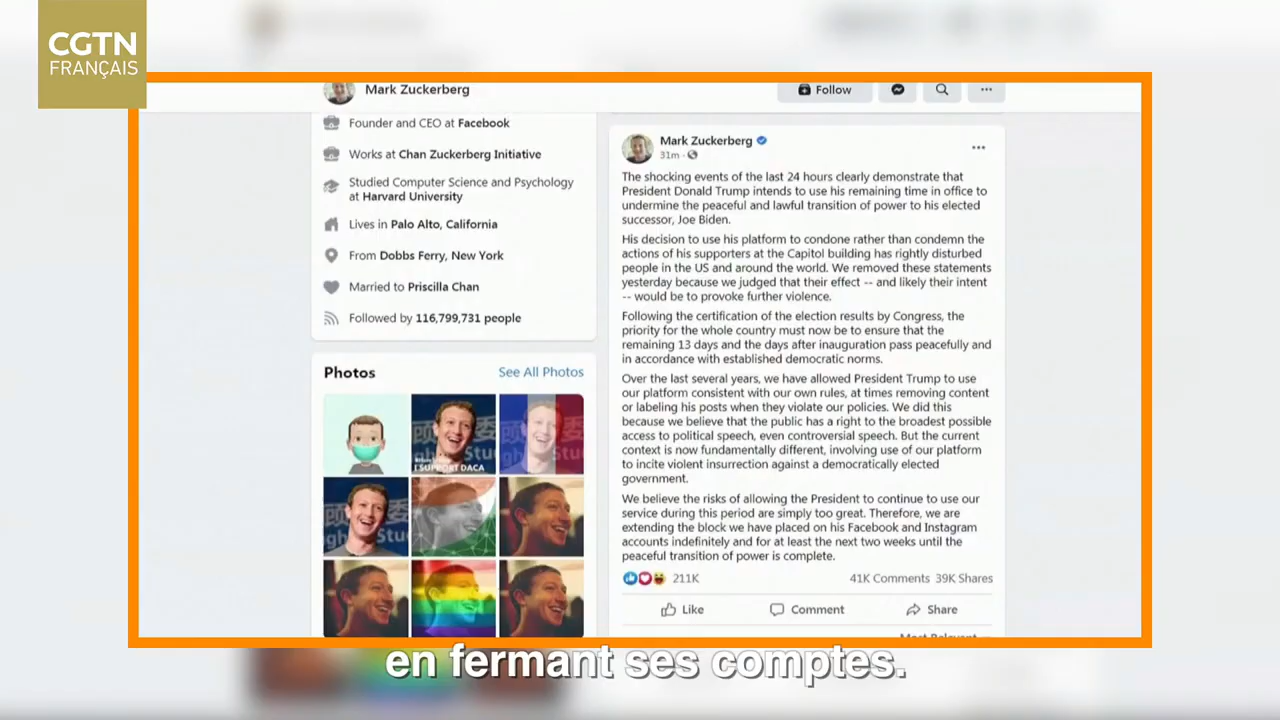 CGTN
FRANÇAIS
Mark Zuckerberg
Follow
Founder and CEO at Facebook
Works at Chan Zuckerberg Initiative
Studied Computer Science and Psychology
at Harvard University
Lives in Palo Alto, California
From Dobbs Ferry, New York
Married to Priscilla Chan
Followed by 116,799,731 people
Photos
See All Photos
I SUPPORT DACA
Mark Zuckerberg
31m
The shocking events of the last 24 hours clearly demonstrate that
President Donald Trump intends to use his remaining time in office to
undermine the peaceful and lawful transition of power to his elected
successor, Joe Biden.
His decision to use his platform to condone rather than condemn the
actions of his supporters at the Capitol building has rightly disturbed
people in the US and around the world. We removed these statements
yesterday because we judged that their effect -- and likely their intent
-- would be to provoke further violence.
Following the certification of the election results by Congress, the
priority for the whole country must now be to ensure that the
remaining 13 days and the days after inauguration pass peacefully and
in accordance with established democratic norms.
Over the last several years, we have allowed President Trump to use
our platform consistent with our own rules, at times removing content
or labeling his posts when they violate our policies. We did this
because we believe that the public has a right to the broadest possible
access to political speech, even controversial speech. But the current
context is now fundamentally different, involving use of our platform
to incite violent insurrection against a democratically elected
government.
We believe the risks of allowing the President to continue to use our
service during this period are simply too great. Therefore, we are
extending the block we have placed on his Facebook and Instagram
accounts indefinitely and for at least the next two weeks until the
peaceful transition of power is complete.
211K
41K Comments 39K Shares
Like
Comment
Share
Most Relevant
en fermant ses comptes.